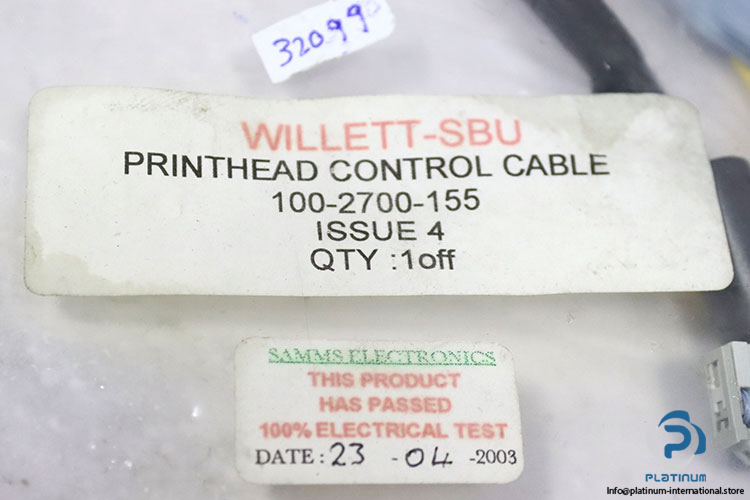 32099
WILLETT-SBU
PRINTHEAD CONTROL CABLE
100-2700-155
ISSUE 4
QTY :1off
SAMMS ELECTRONICS
THIS PRODUCT
HAS PASSED
100% ELECTRICAL TEST
DATE: 23 - 04 -2003
PLATINUM
Info@platinum-international.store